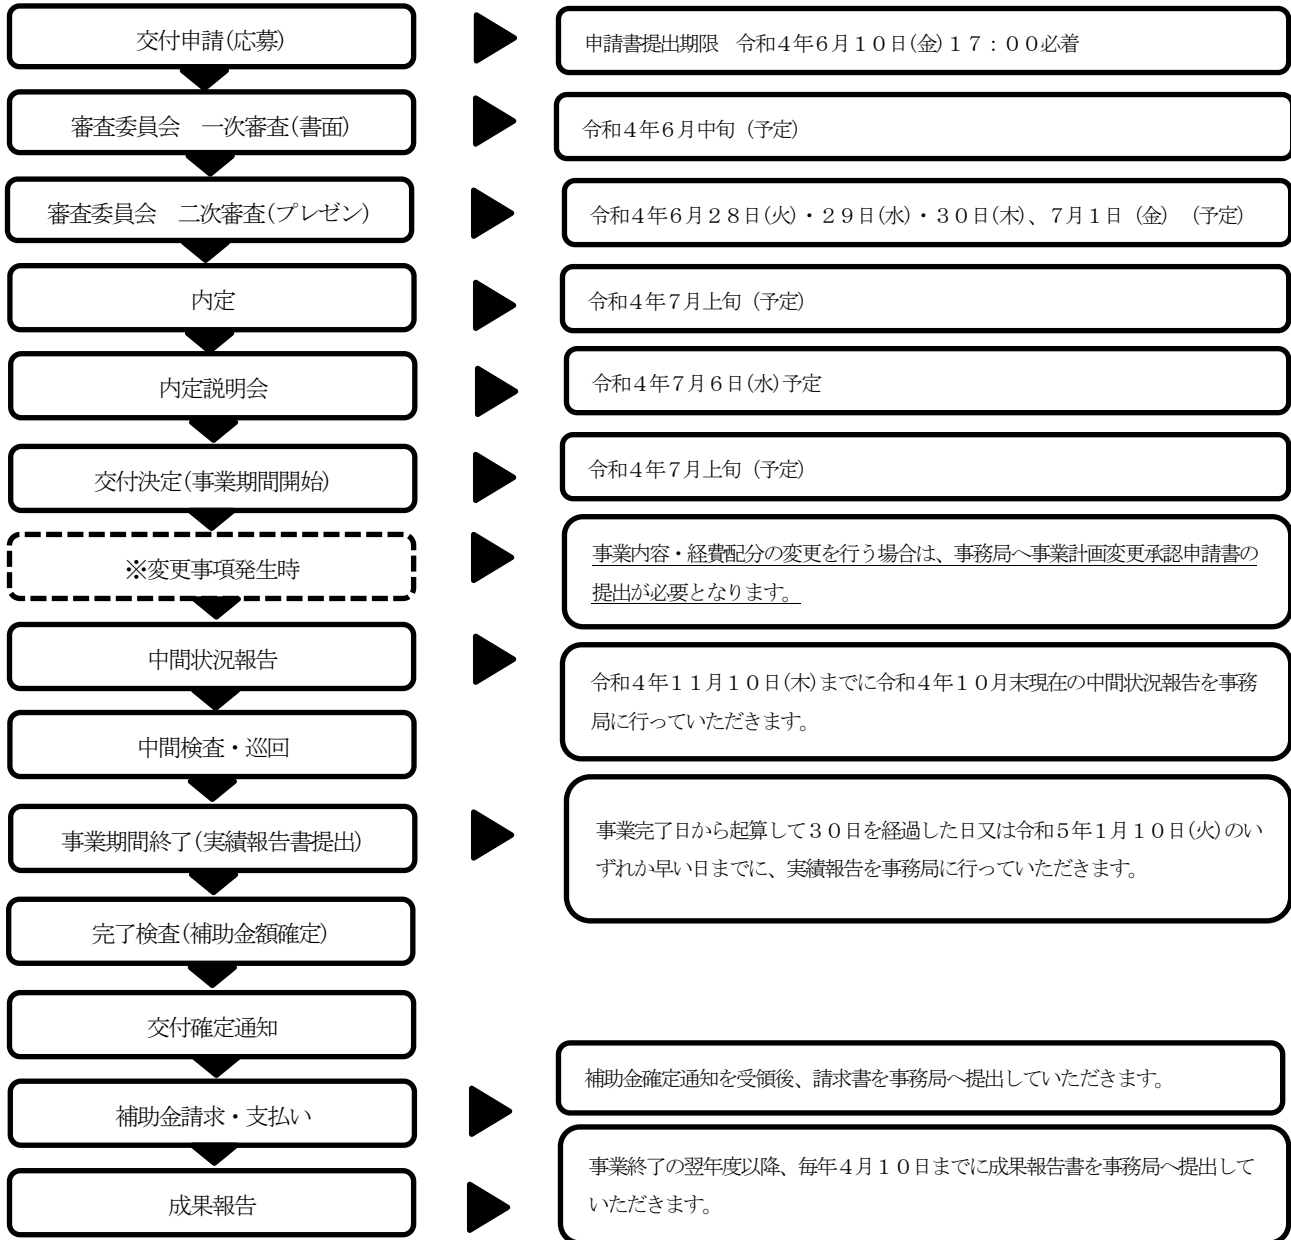 交付申請(応募)
申請書提出期限　令和４年６月１０日(金)１７：００必着
審査委員会　一次審査(書面)
令和４年６月中旬（予定）
審査委員会　二次審査(プレゼン)
令和４年６月２８日(火)・２９日(水)・３０日(木)、７月１日（金）（予定）
内定
令和４年７月上旬（予定）
内定説明会
令和４年７月６日(水)予定
交付決定(事業期間開始)
令和４年７月上旬（予定）
※変更事項発生時
事業内容・経費配分の変更を行う場合は、事務局へ事業計画変更承認申請書の
提出が必要となります。
中間状況報告
令和４年１１月１０日(木)までに令和４年１０月末現在の中間状況報告を事務
局に行っていただきます。
中間検査・巡回
事業期間終了(実績報告書提出)
事業完了日から起算して３０日を経過した日又は令和５年１月１０日(火)のい
ずれか早い日までに、実績報告を事務局に行っていただきます。
完了検査(補助金額確定)
交付確定通知
補助金請求・支払い
補助金確定通知を受領後、請求書を事務局へ提出していただきます。
成果報告
事業終了の翌年度以降、毎年４月１０日までに成果報告書を事務局へ提出して
いただきます。